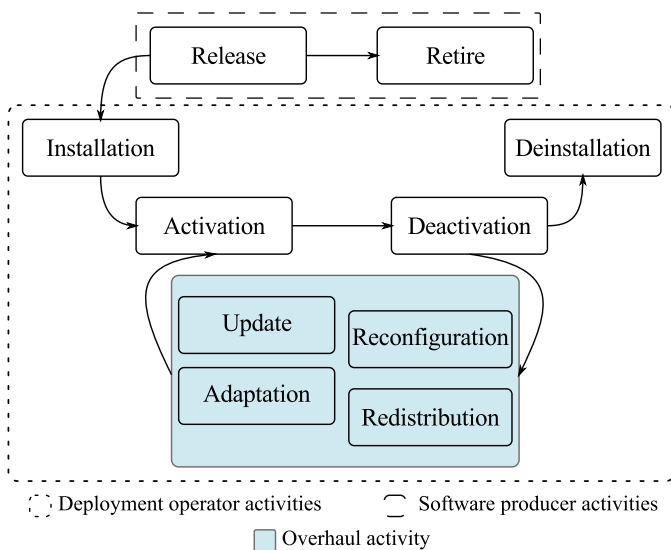 Release
Retire
Installation
Deinstallation
Activation
Deactivation
Update
Reconfiguration
Adaptation
Redistribution
Deployment operator activities
Software producer activities
Overhaul activity